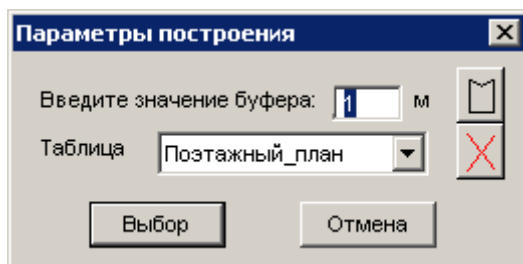 Параметры построения
Введите значение буфера: 1 м
Таблица Поэтажный_план
Выбор Отмена